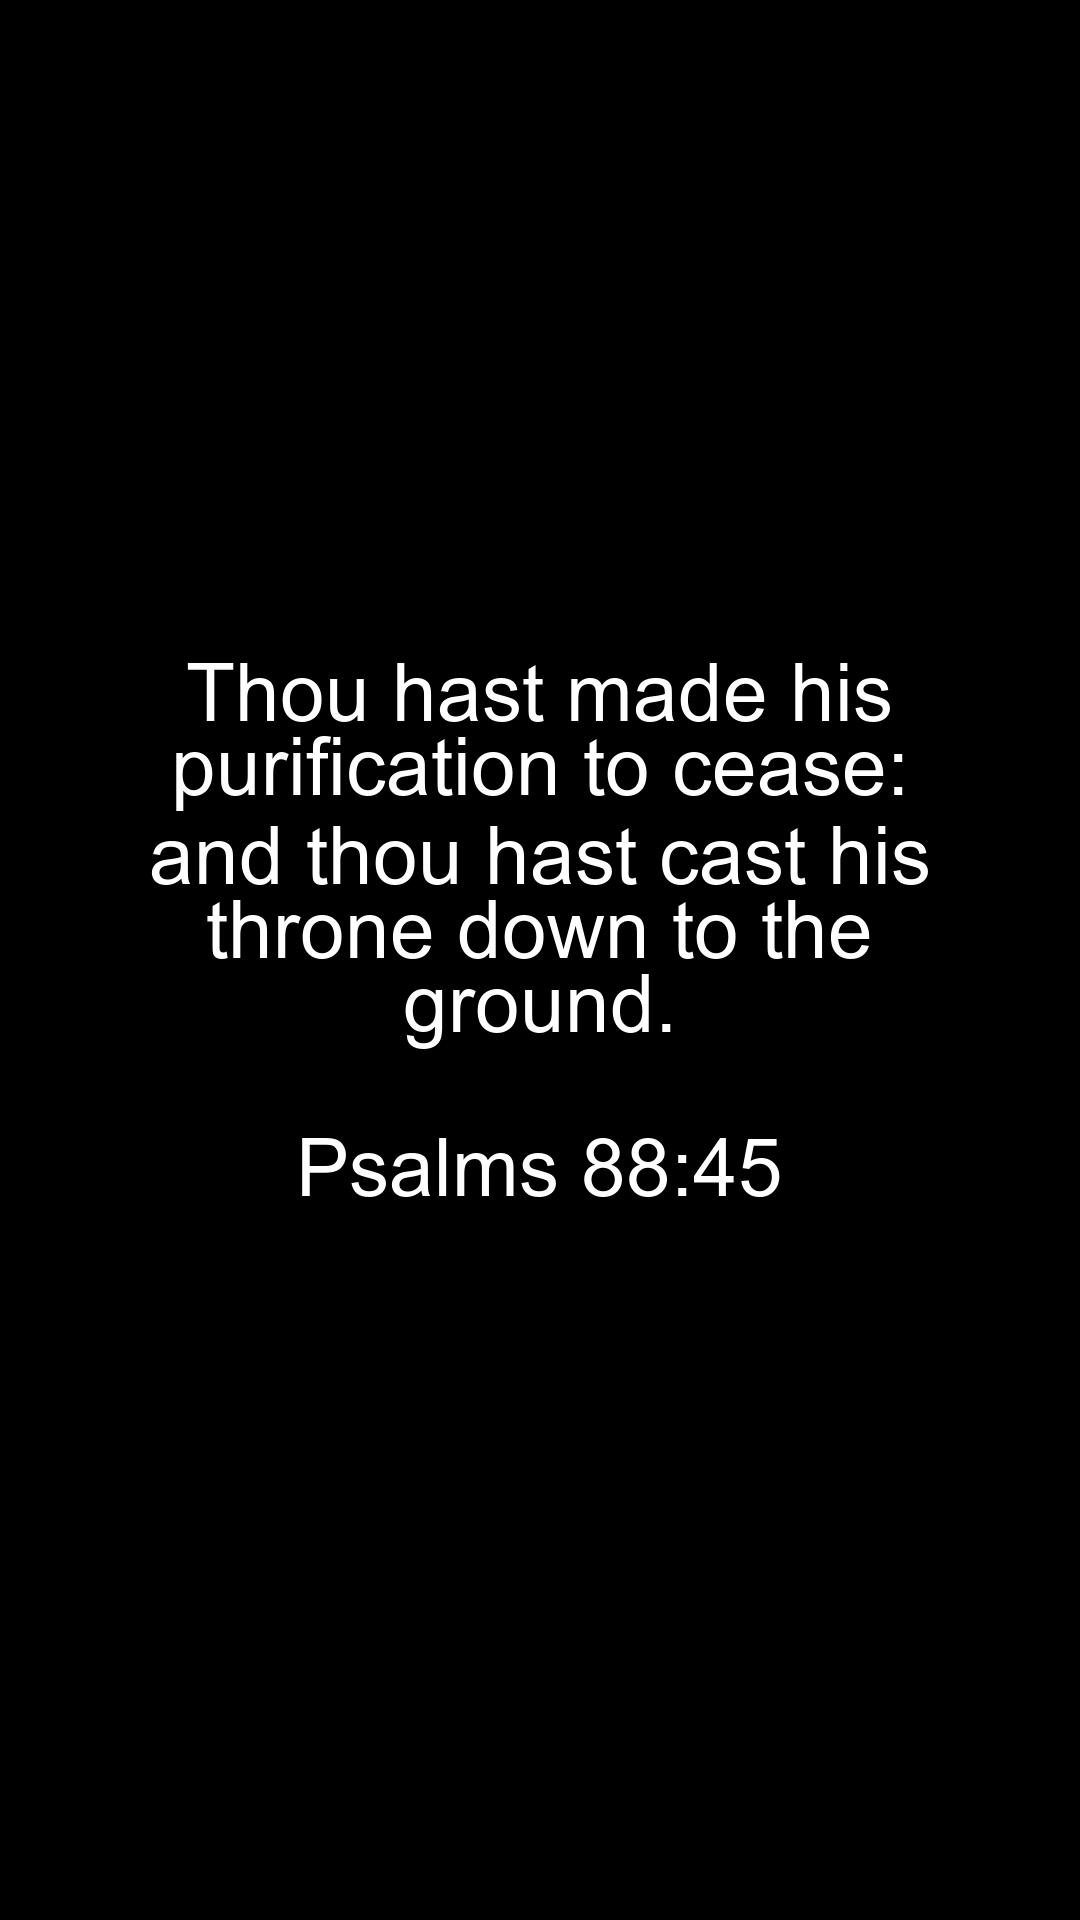 Thou hast made his
purification to cease:
and thou hast cast his
throne down to the
ground.
Psalms 88:45